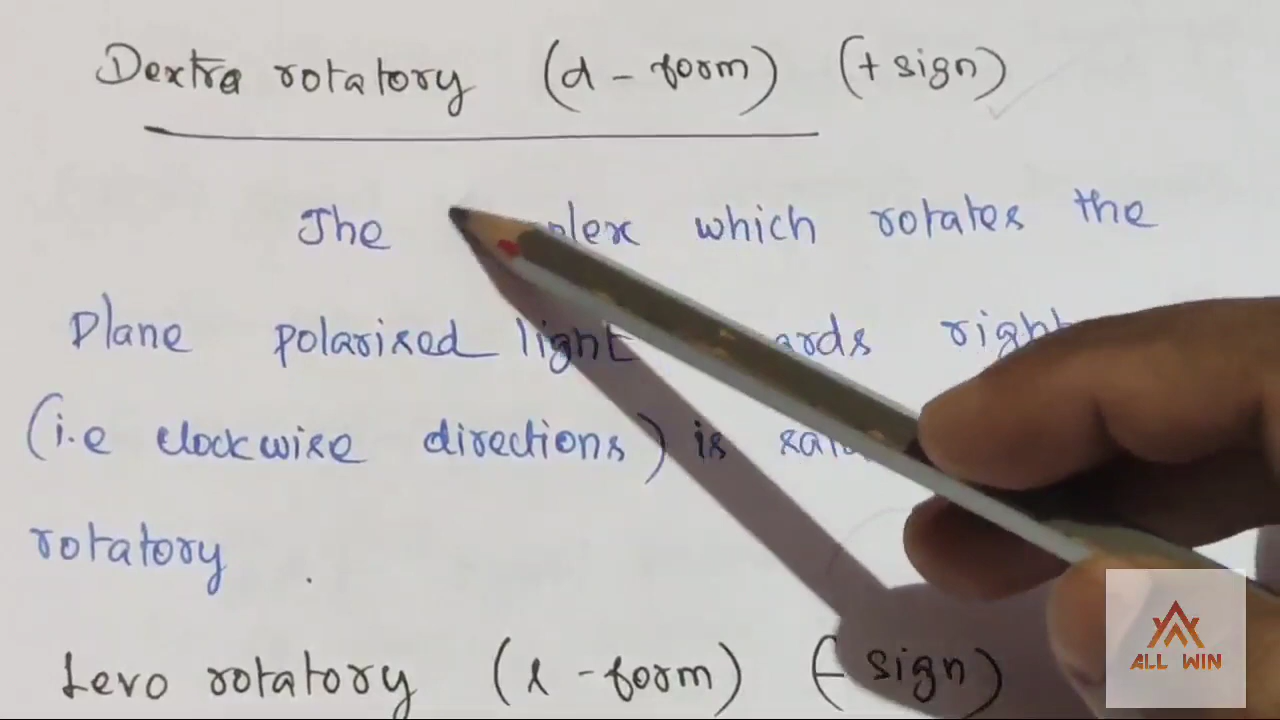 Dextra rotatory (d - form) (+ sign)
The which rotates the
Plane polarised light right
(i.e clockwise directions) is
rotatory .
Levo rotatory (l - form) (- sign)
ALL WIN